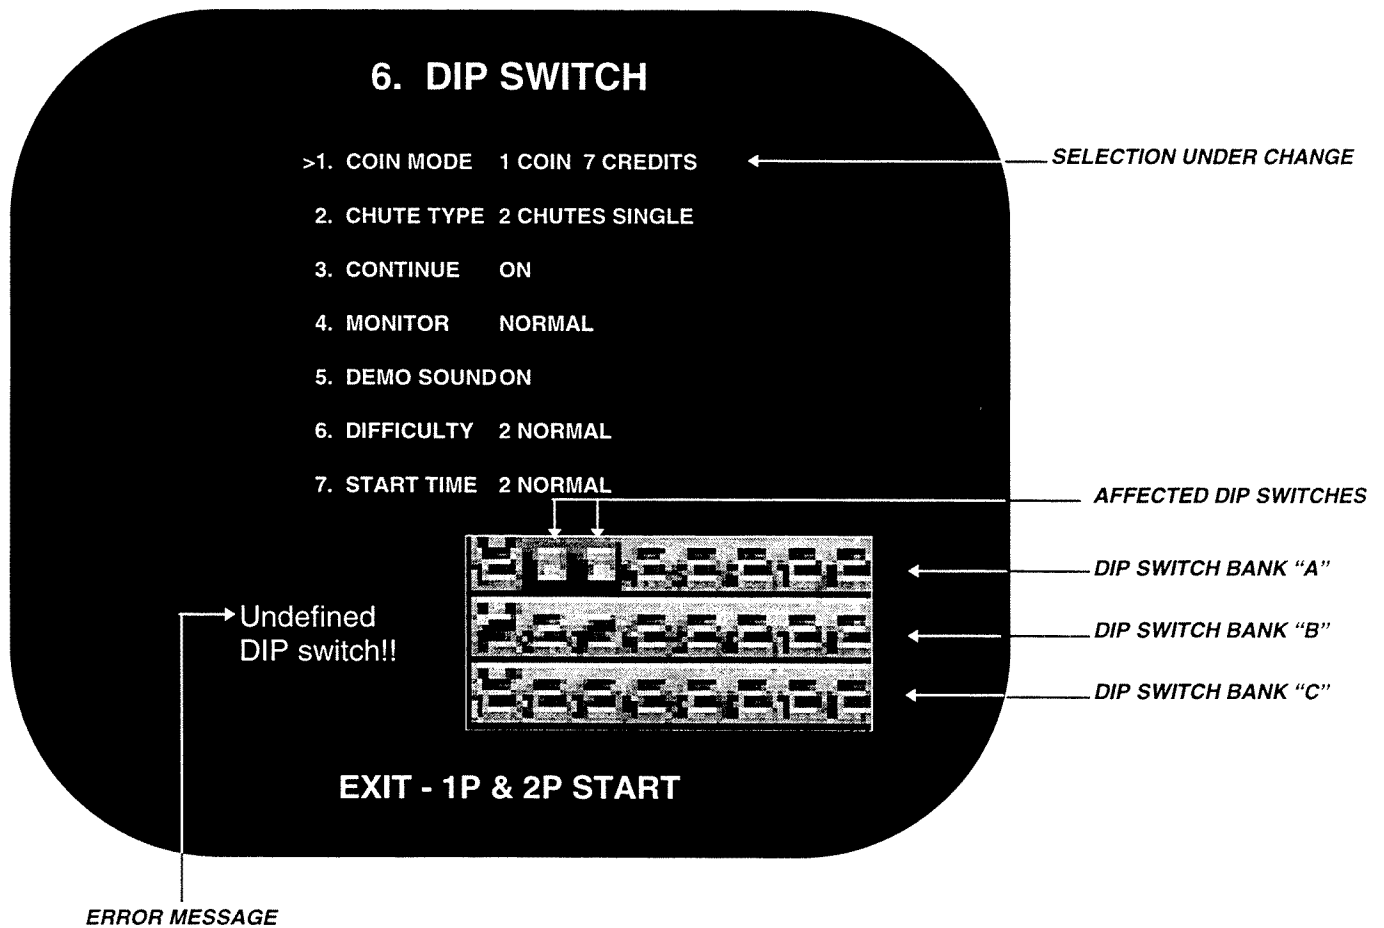 6. DIP SWITCH
>1. COIN MODE 1 COIN 7 CREDITS
SELECTION UNDER CHANGE
2. CHUTE TYPE 2 CHUTES SINGLE
3. CONTINUE ON
4. MONITOR NORMAL
5. DEMO SOUND ON
6. DIFFICULTY 2 NORMAL
7. START TIME 2 NORMAL
AFFECTED DIP SWITCHES
DIP SWITCH BANK “A”
Undefined
DIP switch!!
DIP SWITCH BANK “B”
DIP SWITCH BANK “C”
EXIT - 1P & 2P START
ERROR MESSAGE